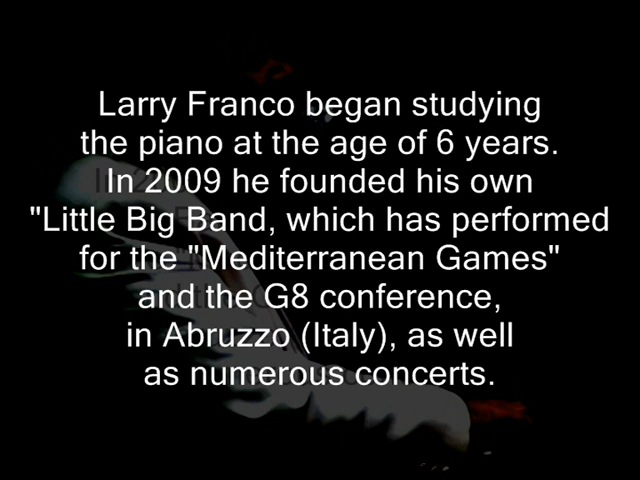 Larry Franco began studying
the piano at the age of 6 years.
In 2009 he founded his own
"Little Big Band, which has performed
for the "Mediterranean Games"
and the G8 conference,
in Abruzzo (Italy), as well
as numerous concerts.